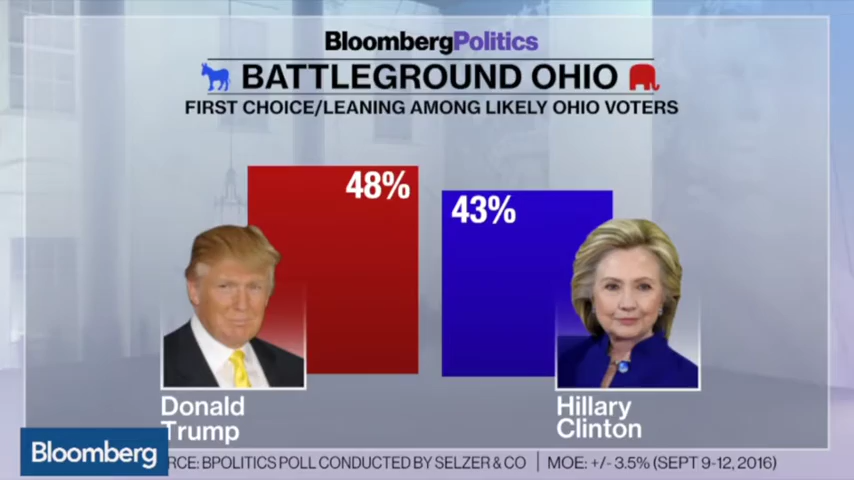 BloombergPolitics
BATTLEGROUND OHIO
FIRST CHOICE/LEANING AMONG LIKELY OHIO VOTERS
48%
43%
Donald
Trump
Hillary
Clinton
Bloomberg
RCE: BPOLITICS POLL CONDUCTED BY SELZER & CO | MOE: +/- 3.5% (SEPT 9-12, 2016)